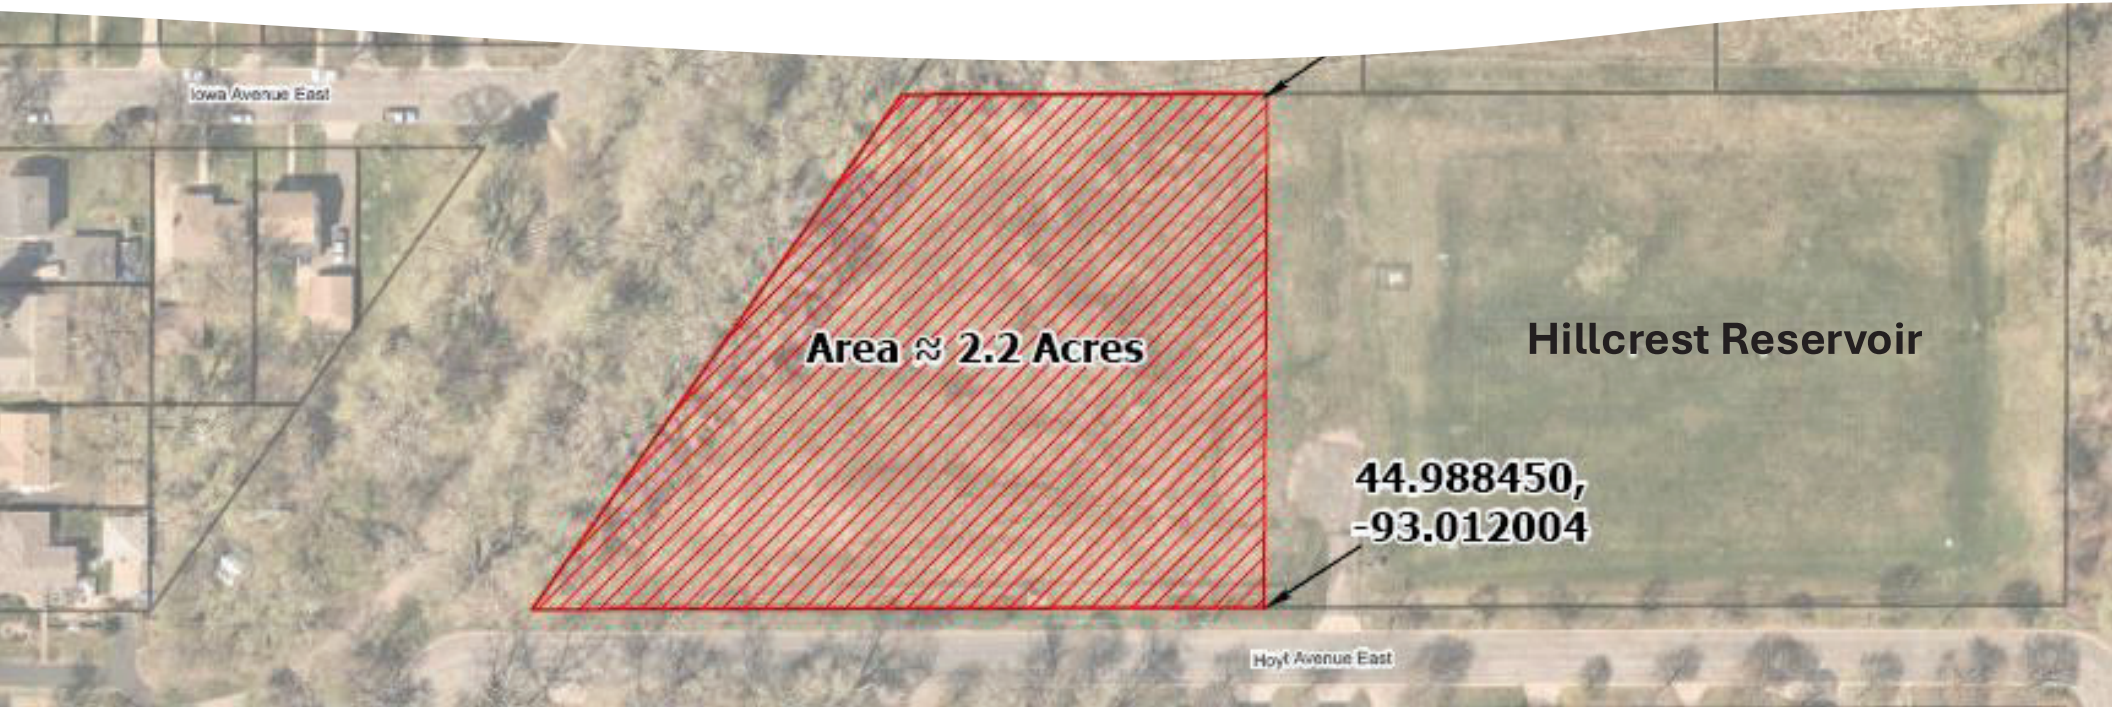 Iowa Avenue East
Area ≈ 2.2 Acres
Hillcrest Reservoir
44.988450,
-93.012004
Hoyt Avenue East